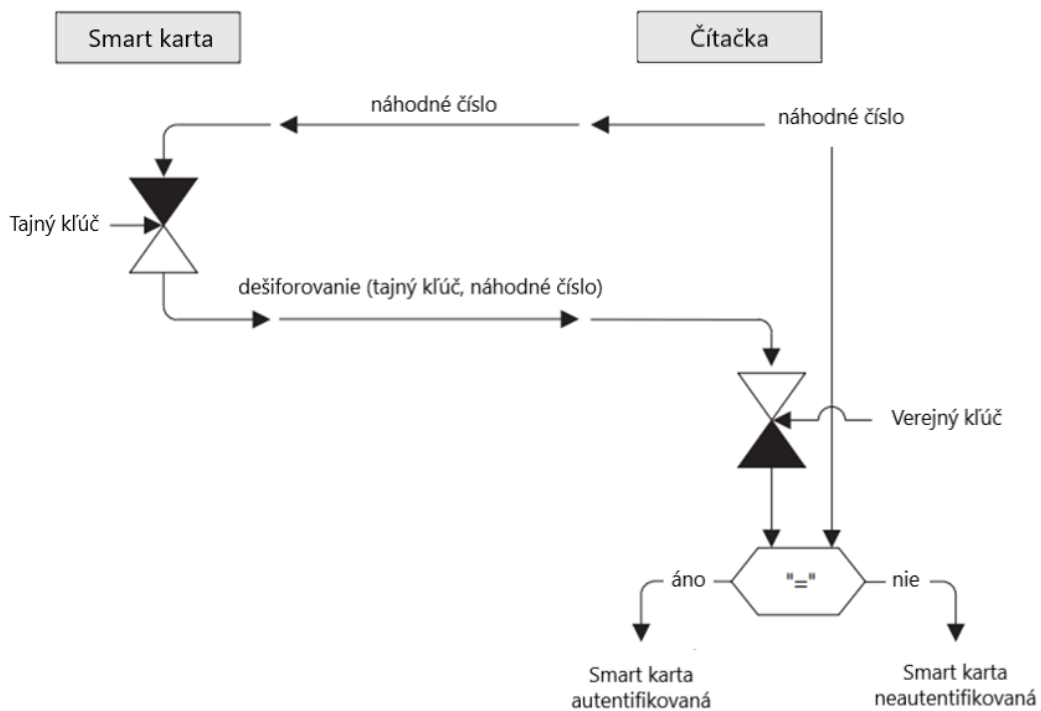 Smart karta
Čítačka
náhodné číslo
náhodné číslo
Tajný kľúč
dešiforovanie (tajný kľúč, náhodné číslo)
Verejný kľúč
áno
"="
nie
Smart karta
autentifikovaná
Smart karta
neautentifikovaná